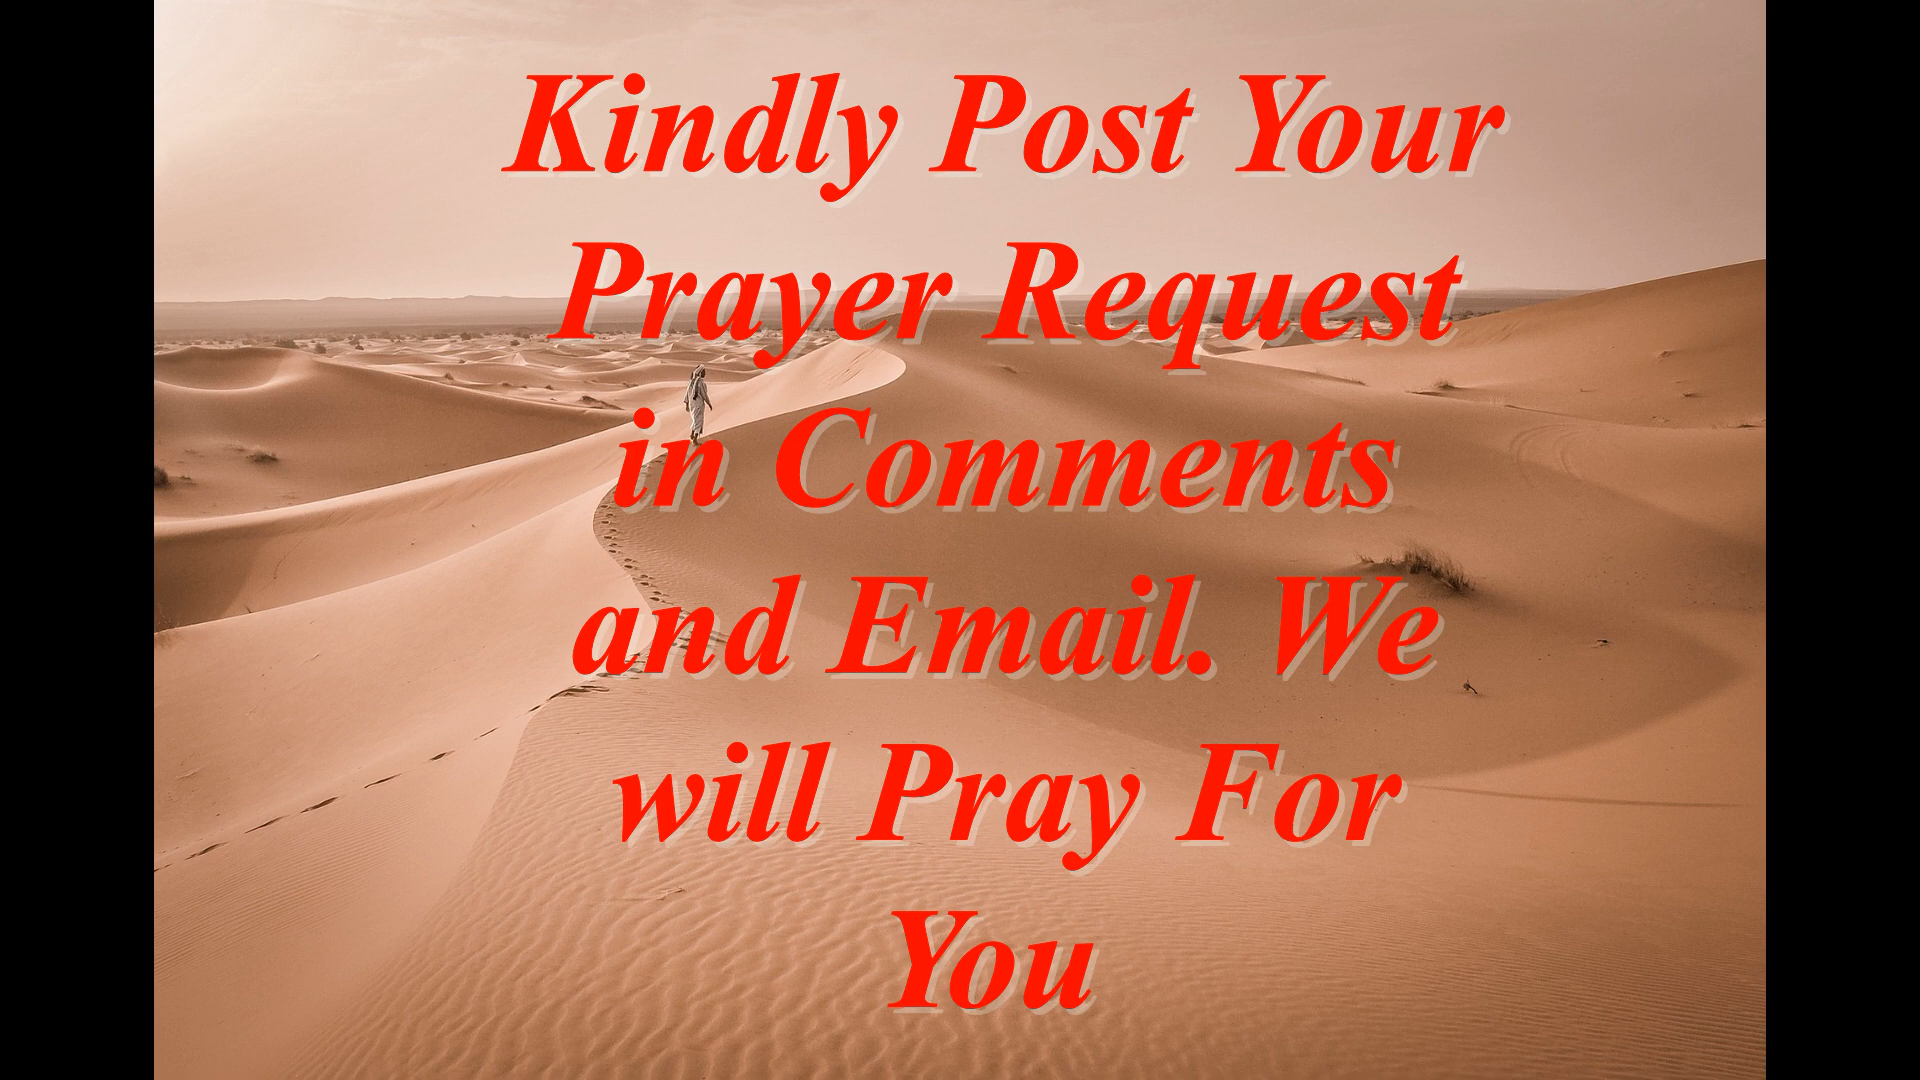 Kindly Post Your
Prayer Request
in Comments
and Email. We
will Pray For
You